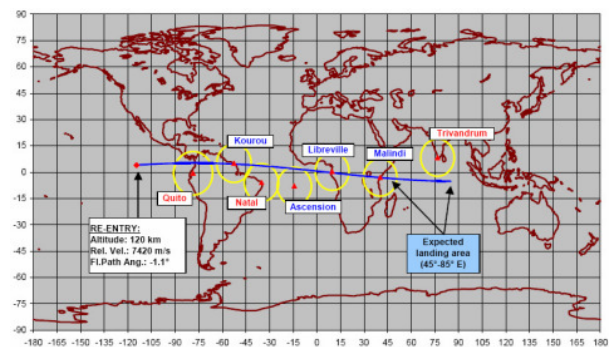 90
75
60
45
30
15
0
-15
-30
-45
-60
-75
-90
Trivandrum
Kourou
Libreville
Malindi
Quito
Natal
Ascension
RE-ENTRY:
Altitude: 120 km
Rel. Vel.: 7420 m/s
Fl.Path Ang.: -1.1°
Expected
landing area
(45°-85° E)
-180 -165 -150 -135 -120 -105 -90 -75 -60 -45 -30 -15 0 15 30 45 60 75 90 105 120 135 150 165 180